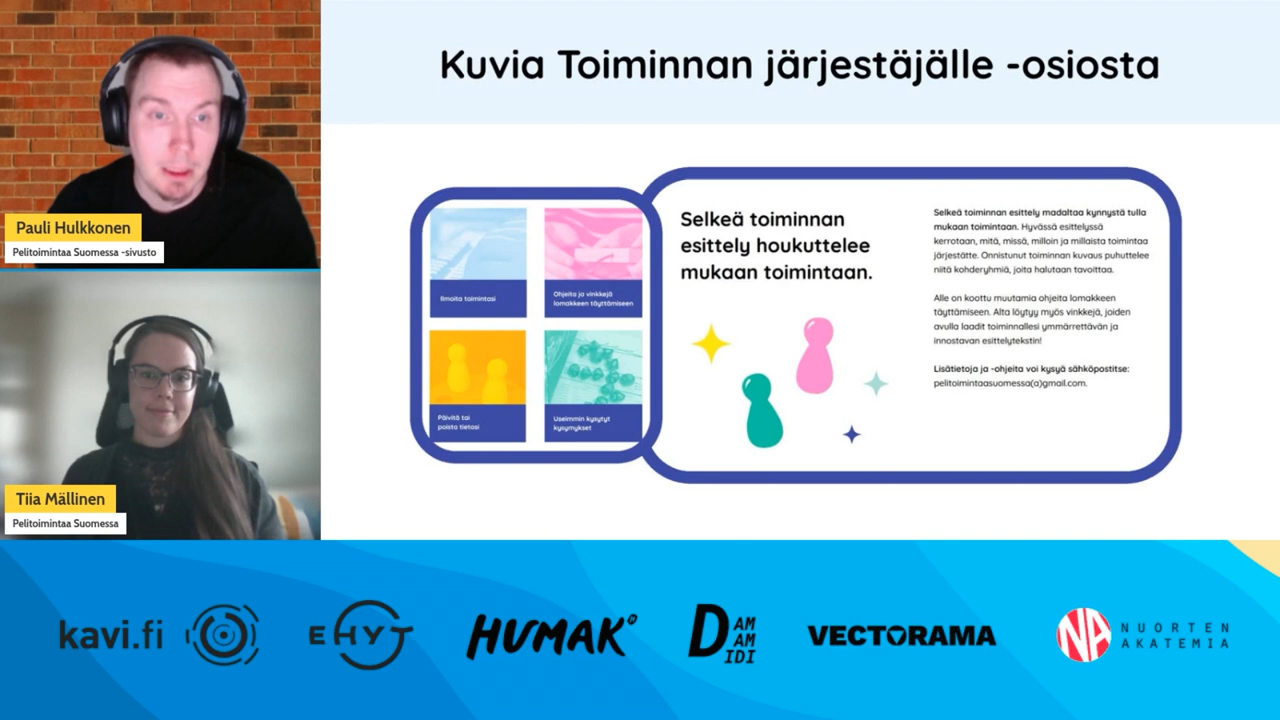 Pauli Hulkkonen
Pelitoimintaa Suomessa -sivusto
Tiia Mällinen
Pelitoimintaa Suomessa
Kuvia Toiminnan järjestäjälle -osiosta
Ilmoita toimintasi
Ohjeita ja vinkkejä
lomakkeen täyttämiseen
Päivitä tai
poista tietosi
Useimmin kysytyt
kysymykset
Selkeä toiminnan
esittely houkuttelee
mukaan toimintaan.
Selkeä toiminnan esittely madaltaa kynnystä tulla
mukaan toimintaan. Hyvässä esittelyssä
kerrotaan, mitä, missä, milloin ja millaista toimintaa
järjestätte. Onnistunut toiminnan kuvaus puhuttelee
niitä kohderyhmiä, joita halutaan tavoittaa.
Alle on koottu muutamia ohjeita lomakkeen
täyttämiseen. Alta löytyy myös vinkkejä, joiden
avulla laadit toiminnallesi ymmärrettävän ja
innostavan esittelytekstin!
Lisätietoja ja -ohjeita voi kysyä sähköpostitse:
pelitoimintaasuomessa(a)gmail.com.
kavi.fi
EHYT
HUMAK
DAM
AM
IDI
VECTORAMA
NA
NUORTEN
AKATEMIA